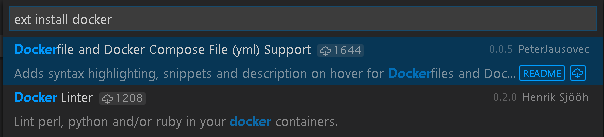 ext install docker
Dockerfile and Docker Compose File (yml) Support 1644 0.0.5 PeterJausovec
Adds syntax highlighting, snippets and description on hover for Dockerfiles and Doc... README
Docker Linter 1208 0.2.0 Henrik Sjööh
Lint perl, python and/or ruby in your docker containers.